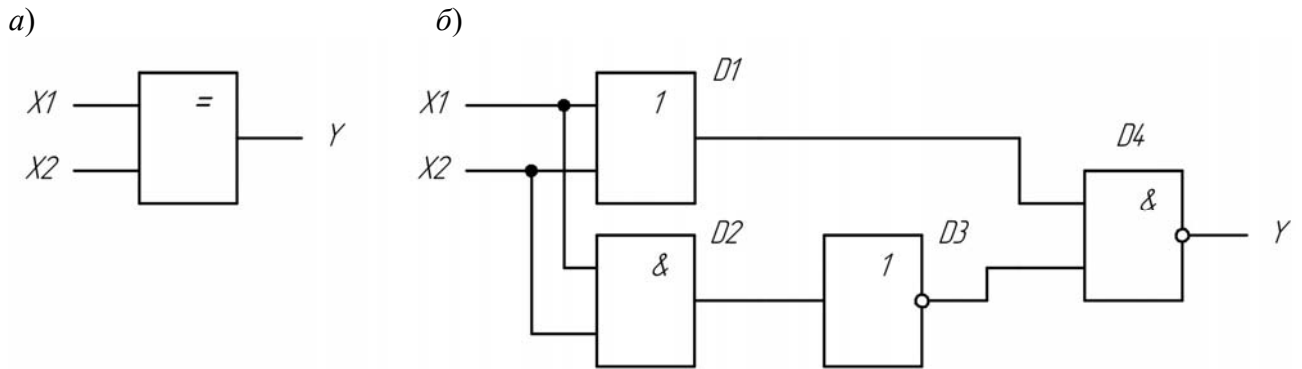 а)
X1
X2
=
Y
б)
X1
X2
1
D1
&
D2
1
D3
&
D4
Y